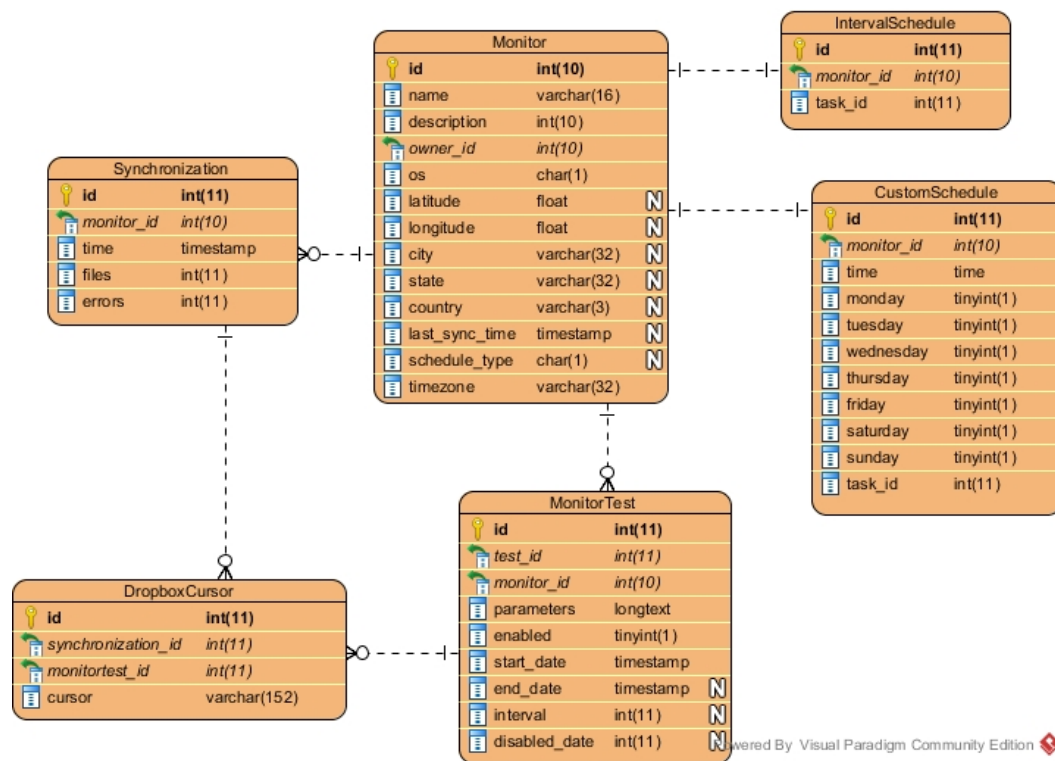 Monitor
id int(10)
name varchar(16)
description int(10)
owner_id int(10)
os char(1)
latitude float N
longitude float N
city varchar(32) N
state varchar(32) N
country varchar(3) N
last_sync_time timestamp N
schedule_type char(1) N
timezone varchar(32)
IntervalSchedule
id int(11)
monitor_id int(10)
task_id int(11)
Synchronization
id int(11)
monitor_id int(10)
time timestamp
files int(11)
errors int(11)
CustomSchedule
id int(11)
monitor_id int(10)
time time
monday tinyint(1)
tuesday tinyint(1)
wednesday tinyint(1)
thursday tinyint(1)
friday tinyint(1)
saturday tinyint(1)
sunday tinyint(1)
task_id int(11)
MonitorTest
id int(11)
test_id int(11)
monitor_id int(10)
parameters longtext
enabled tinyint(1)
start_date timestamp
end_date timestamp N
interval int(11) N
disabled_date int(11) N
DropboxCursor
id int(11)
synchronization_id int(11)
monitortest_id int(11)
cursor varchar(152)
wered By Visual Paradigm Community Edition